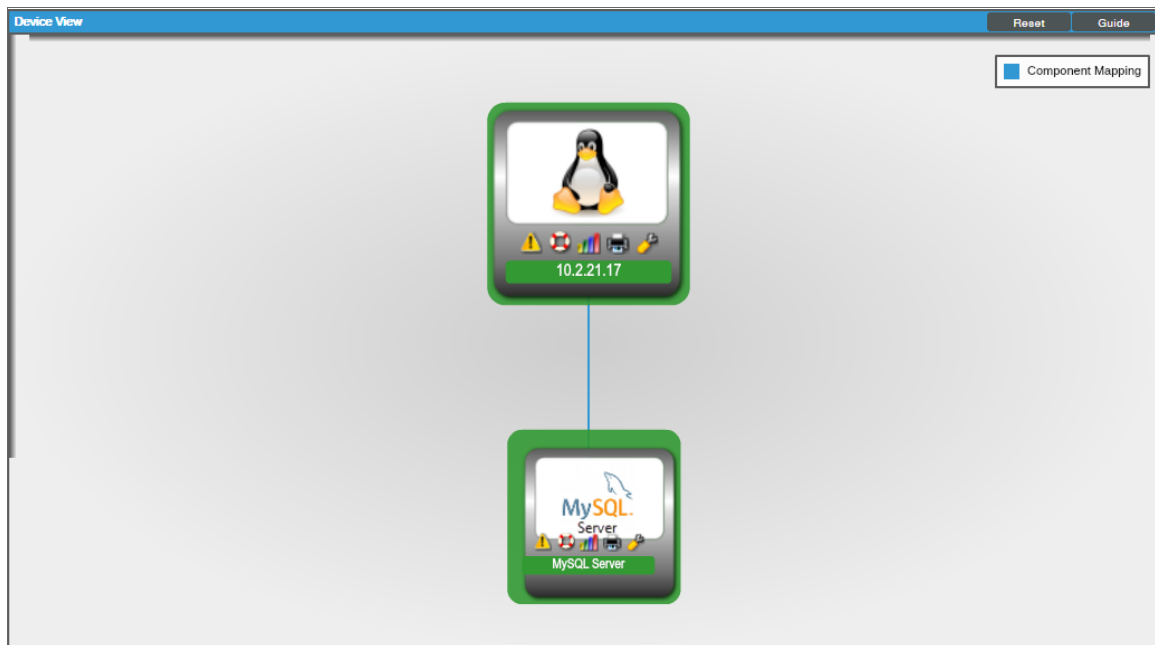 Device View
Reset
Guide
Component Mapping
10.2.21.17
MySQL.
Server
MySQL Server